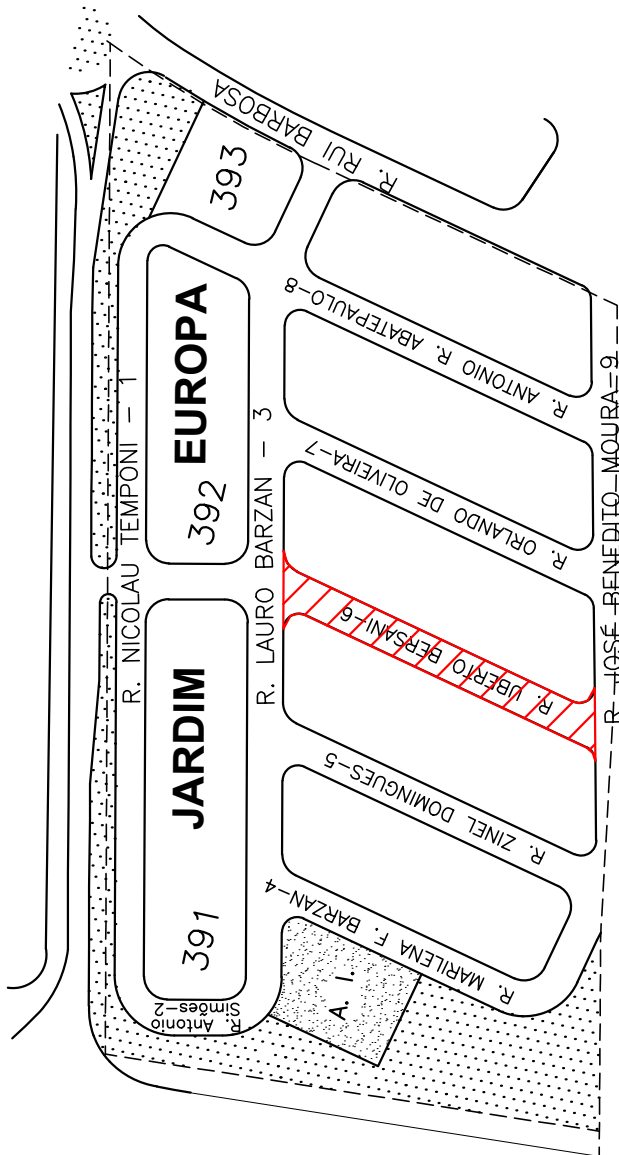 R. RUI BARBOSA
393
R. ANTONIO R. ABATEPAULO-8
EUROPA
392
R. NICOLAU TEMPONI - 1
R. LAURO BARZAN - 3
R. ORLANDO DE OLIVEIRA-7
R. JOSÉ BENEDITO MOURA-9
R. UBERTO BERSANI-6
JARDIM
391
R. ZINEL DOMINGUES-5
R. MARILENA F. BARZAN-4
A. I.
R. Antonio
Simões-2